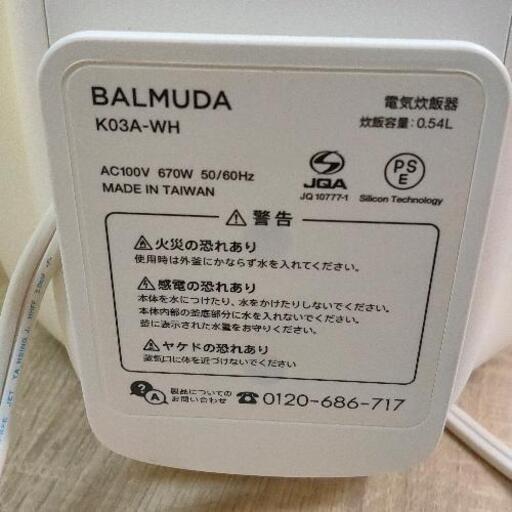 BALMUDA
K03A-WH
電気炊飯器
炊飯容量:0.54L
AC100V 670W 50/60Hz
MADE IN TAIWAN
JQA
JQ 10777-1
PSE
Silicon Technology
警告
火災の恐れあり
使用時は外釜にかならず水を入れてください。
感電の恐れあり
本体を水につけたり、水をかけたりしないでください。
本体内部の釜底部分に水を入れないでください。
釜に表示された水量をお守りください。
ヤケドの恐れあり
蒸気口に体を近づけないでください
? A
製品についての
お問い合わせ
0120-686-717